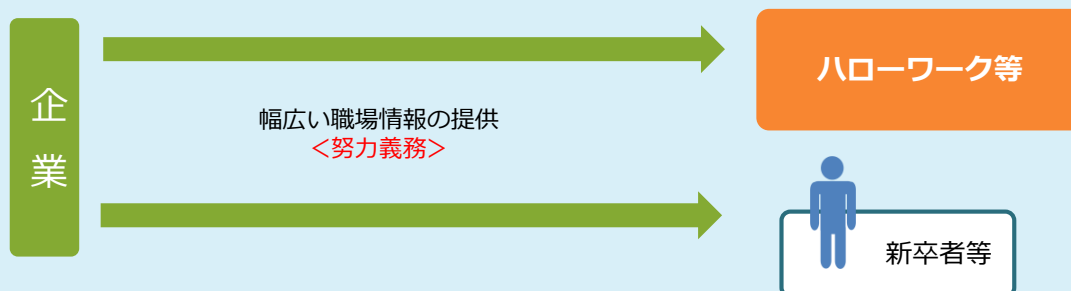 企業
ハローワーク等
幅広い職場情報の提供
＜努力義務＞
新卒者等